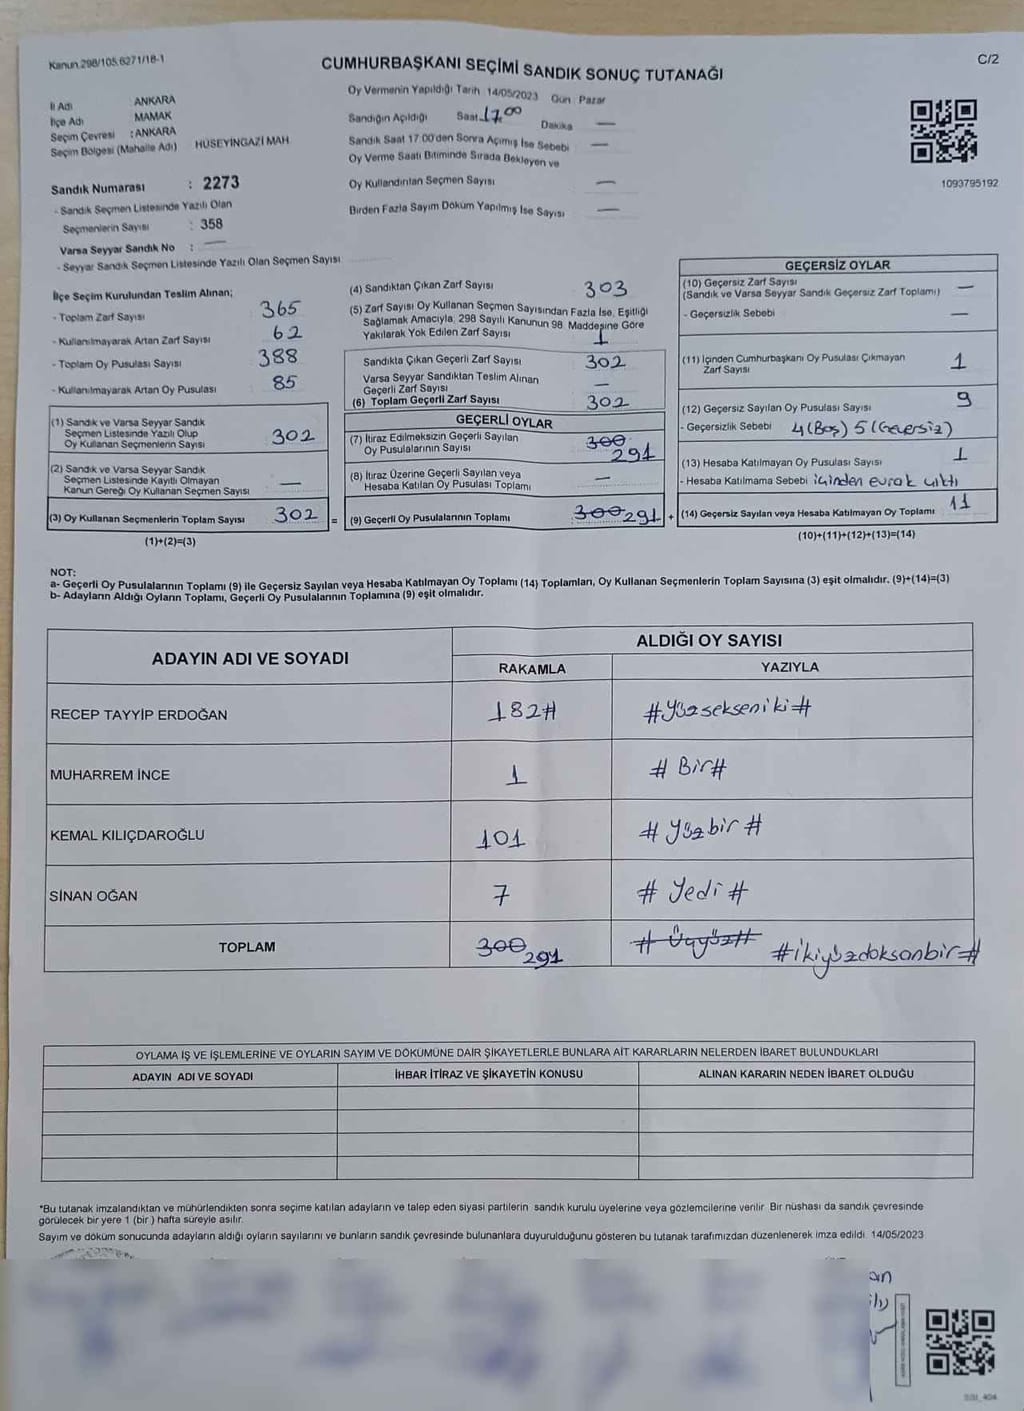 Kanun.298/105.6271/18-1
C/2
CUMHURBAŞKANI SEÇİMİ SANDIK SONUÇ TUTANAĞI
İl Adı ANKARA
İlçe Adı MAMAK
Seçim Çevresi : ANKARA
Seçim Bölgesi (Mahalle Adı) HÜSEYİNGAZİ MAH
Sandık Numarası : 2273
- Sandık Seçmen Listesinde Yazılı Olan
Seçmenlerin Sayısı : 358
Varsa Seyyar Sandık No : —
- Seyyar Sandık Seçmen Listesinde Yazılı Olan Seçmen Sayısı
Oy Vermenin Yapıldığı Tarih 14/05/2023 Gün Pazar
Sandığın Açıldığı Saat 17.00 Dakika —
Sandık Saat 17.00'den Sonra Açımış İse Sebebi —
Oy Verme Saati Bitiminde Sırada Bekleyen ve
Oy Kullandırılan Seçmen Sayısı —
Birden Fazla Sayım Döküm Yapılmış İse Sayısı —
1093795192
İlçe Seçim Kurulundan Teslim Alınan;
- Toplam Zarf Sayısı 365
- Kullanılmayarak Artan Zarf Sayısı 62
- Toplam Oy Pusulası Sayısı 388
- Kullanılmayarak Artan Oy Pusulası 85
(1) Sandık ve Varsa Seyyar Sandık
Seçmen Listesinde Yazılı Olup
Oy Kullanan Seçmenlerin Sayısı 302
(2) Sandık ve Varsa Seyyar Sandık
Seçmen Listesinde Kayıtlı Olmayan
Kanun Gereği Oy Kullanan Seçmen Sayısı —
(3) Oy Kullanan Seçmenlerin Toplam Sayısı 302 =
(1)+(2)=(3)
(4) Sandıktan Çıkan Zarf Sayısı 303
(5) Zarf Sayısı Oy Kullanan Seçmen Sayısından Fazla İse, Eşitliği
Sağlamak Amacıyla, 298 Sayılı Kanunun 98. Maddesine Göre
Yakılarak Yok Edilen Zarf Sayısı 1
Sandıkta Çıkan Geçerli Zarf Sayısı 302
Varsa Seyyar Sandıktan Teslim Alınan
Geçerli Zarf Sayısı —
(6) Toplam Geçerli Zarf Sayısı 302
GEÇERLİ OYLAR
(7) İtiraz Edilmeksizin Geçerli Sayılan 300
Oy Pusulalarının Sayısı 291
(8) İtiraz Üzerine Geçerli Sayılan veya
Hesaba Katılan Oy Pusulası Toplamı —
(9) Geçerli Oy Pusulalarının Toplamı 300 291 +
GEÇERSİZ OYLAR
(10) Geçersiz Zarf Sayısı —
(Sandık ve Varsa Seyyar Sandık Geçersiz Zarf Toplamı)
- Geçersizlik Sebebi —
(11) İçinden Cumhurbaşkanı Oy Pusulası Çıkmayan
Zarf Sayısı 1
(12) Geçersiz Sayılan Oy Pusulası Sayısı 9
- Geçersizlik Sebebi 4 (Boş) 5 (Geçersiz)
(13) Hesaba Katılmayan Oy Pusulası Sayısı 1
- Hesaba Katılmama Sebebi içinden evrak çıktı
(14) Geçersiz Sayılan veya Hesaba Katılmayan Oy Toplamı 11
(10)+(11)+(12)+(13)=(14)
NOT:
a- Geçerli Oy Pusulalarının Toplamı (9) ile Geçersiz Sayılan veya Hesaba Katılmayan Oy Toplamı (14) Toplamları, Oy Kullanan Seçmenlerin Toplam Sayısına (3) eşit olmalıdır. (9)+(14)=(3)
b- Adayların Aldığı Oyların Toplamı, Geçerli Oy Pusulalarının Toplamına (9) eşit olmalıdır.
ADAYIN ADI VE SOYADI ALDIĞI OY SAYISI
RAKAMLA YAZIYLA
RECEP TAYYİP ERDOĞAN 182# #Yüzsekseniki#
MUHARREM İNCE 1 # Bir#
KEMAL KILIÇDAROĞLU 101 # Yüzbir #
SİNAN OĞAN 7 # Yedi #
TOPLAM 300 291 # Üçyüz# #ikiyüzdoksanbir#
OYLAMA İŞ VE İŞLEMLERİNE VE OYLARIN SAYIM VE DÖKÜMÜNE DAİR ŞİKAYETLERLE BUNLARA AİT KARARLARIN NELERDEN İBARET BULUNDUKLARI
ADAYIN ADI VE SOYADI İHBAR İTİRAZ VE ŞİKAYETİN KONUSU ALINAN KARARIN NEDEN İBARET OLDUĞU
*Bu tutanak imzalandıktan ve mühürlendikten sonra seçime katılan adayların ve talep eden siyasi partilerin sandık kurulu üyelerine veya gözlemcilerine verilir. Bir nüshası da sandık çevresinde
görülecek bir yere 1 (bir ) hafta süreyle asılır.
Sayım ve döküm sonucunda adayların aldığı oyların sayılarını ve bunların sandık çevresinde bulunanlara duyurulduğunu gösteren bu tutanak tarafımızdan düzenlenerek imza edildi. 14/05/2023